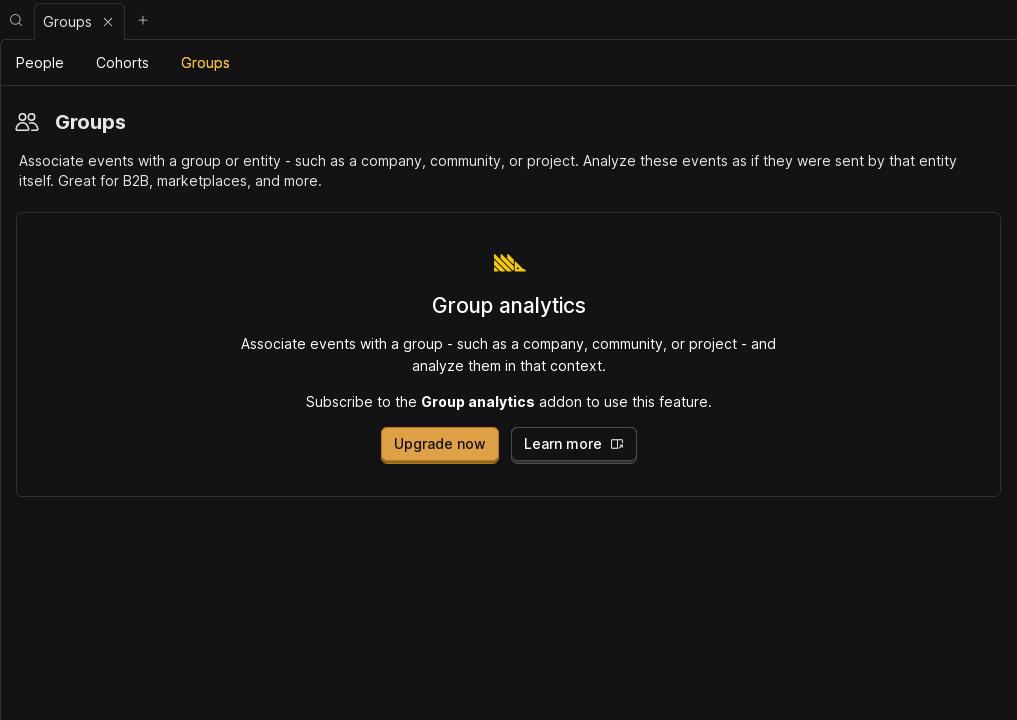 Groups
People Cohorts Groups
Groups
Associate events with a group or entity - such as a company, community, or project. Analyze these events as if they were sent by that entity
itself. Great for B2B, marketplaces, and more.
Group analytics
Associate events with a group - such as a company, community, or project - and
analyze them in that context.
Subscribe to the Group analytics addon to use this feature.
Upgrade now Learn more